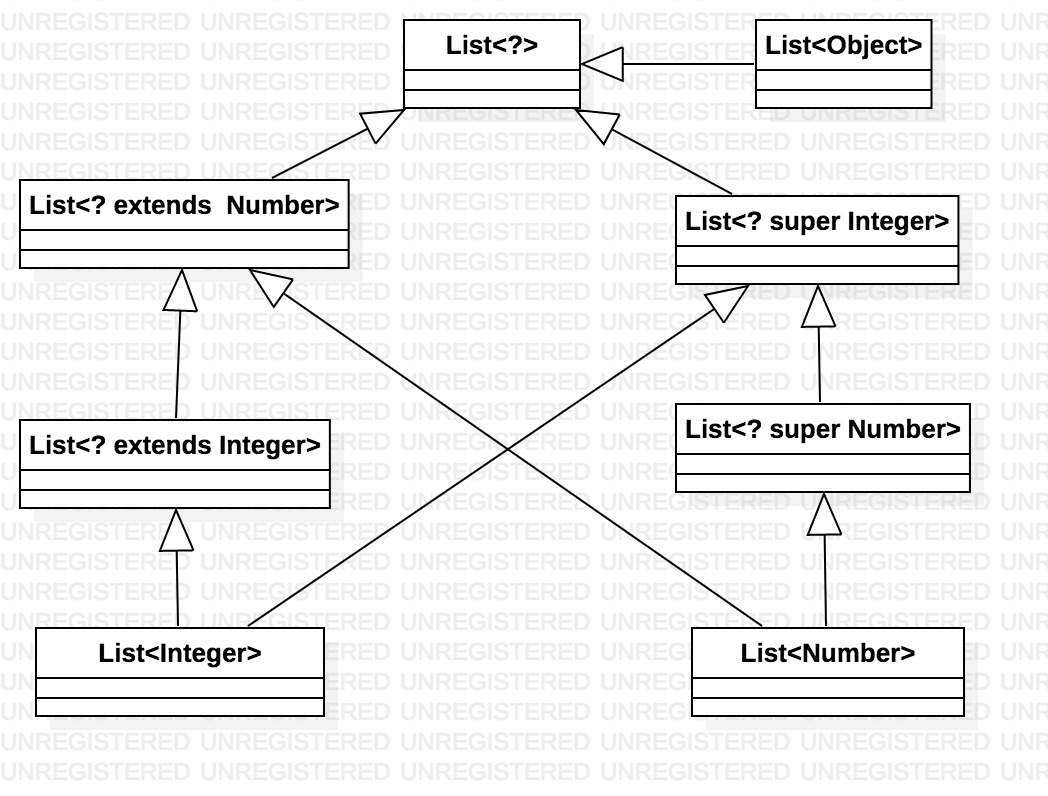 List<?>
List<Object>
List<? extends  Number>
List<? super Integer>
List<? extends Integer>
List<? super Number>
List<Integer>
List<Number>
UNREGISTERED